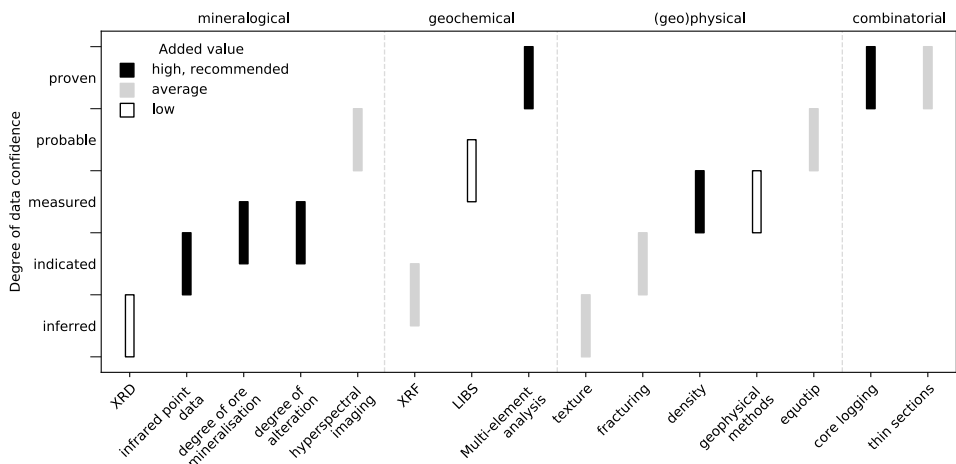 mineralogical
geochemical
(geo)physical
combinatorial
Added value
high, recommended
average
low
Degree of data confidence
proven
probable
measured
indicated
inferred
XRD
infrared point
data
degree of ore
mineralisation
degree of
alteration
hyperspectral
imaging
XRF
LIBS
Multi-element
analysis
texture
fracturing
density
geophysical
methods
equotip
core logging
thin sections